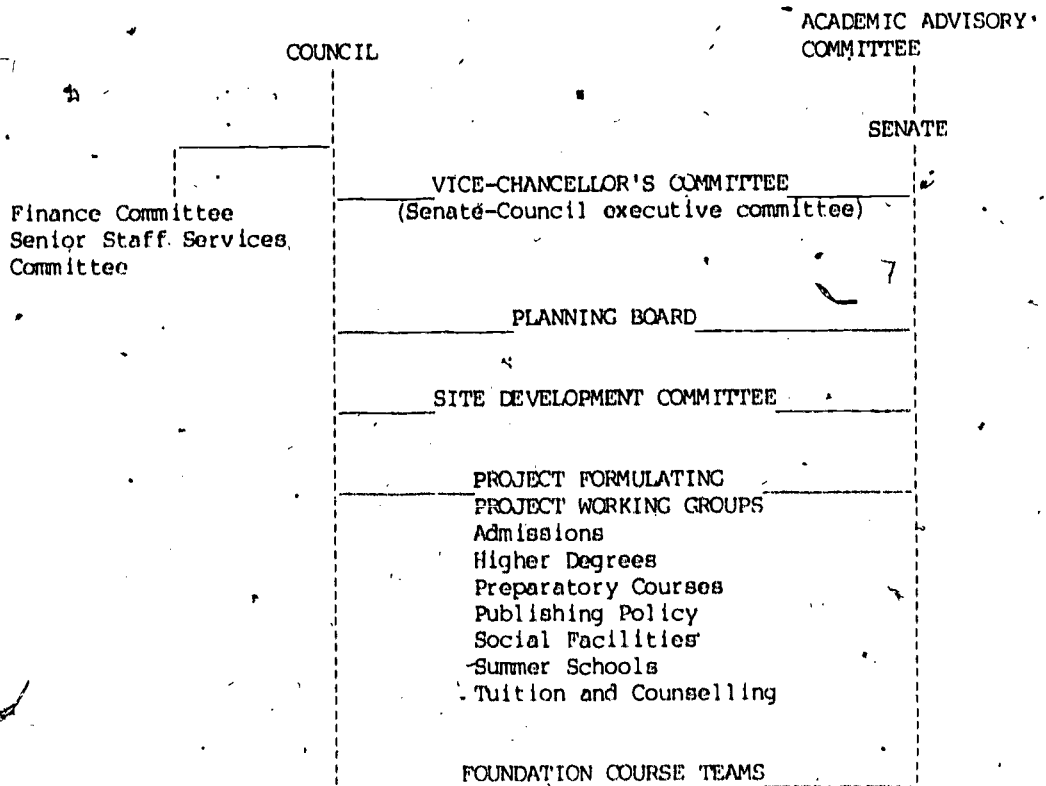 ACADEMIC ADVISORY
COMMITTEE
COUNCIL
SENATE
VICE-CHANCELLOR'S COMMITTEE
(Senate-Council executive committee)
Finance Committee
Senior Staff Services
Committee
7
PLANNING BOARD
SITE DEVELOPMENT COMMITTEE
PROJECT FORMULATING
PROJECT WORKING GROUPS
Admissions
Higher Degrees
Preparatory Courses
Publishing Policy
Social Facilities
Summer Schools
Tuition and Counselling
FOUNDATION COURSE TEAMS